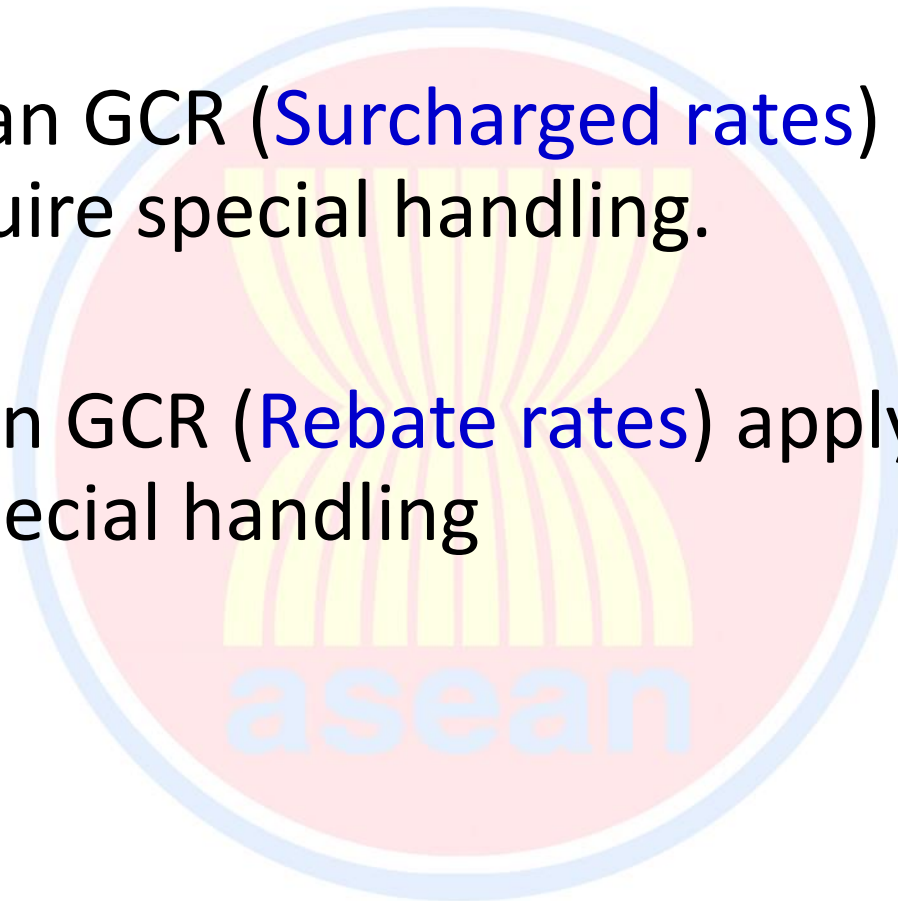 an GCR (Surcharged rates)
uire special handling.
n GCR (Rebate rates) apply
ecial handling
asean